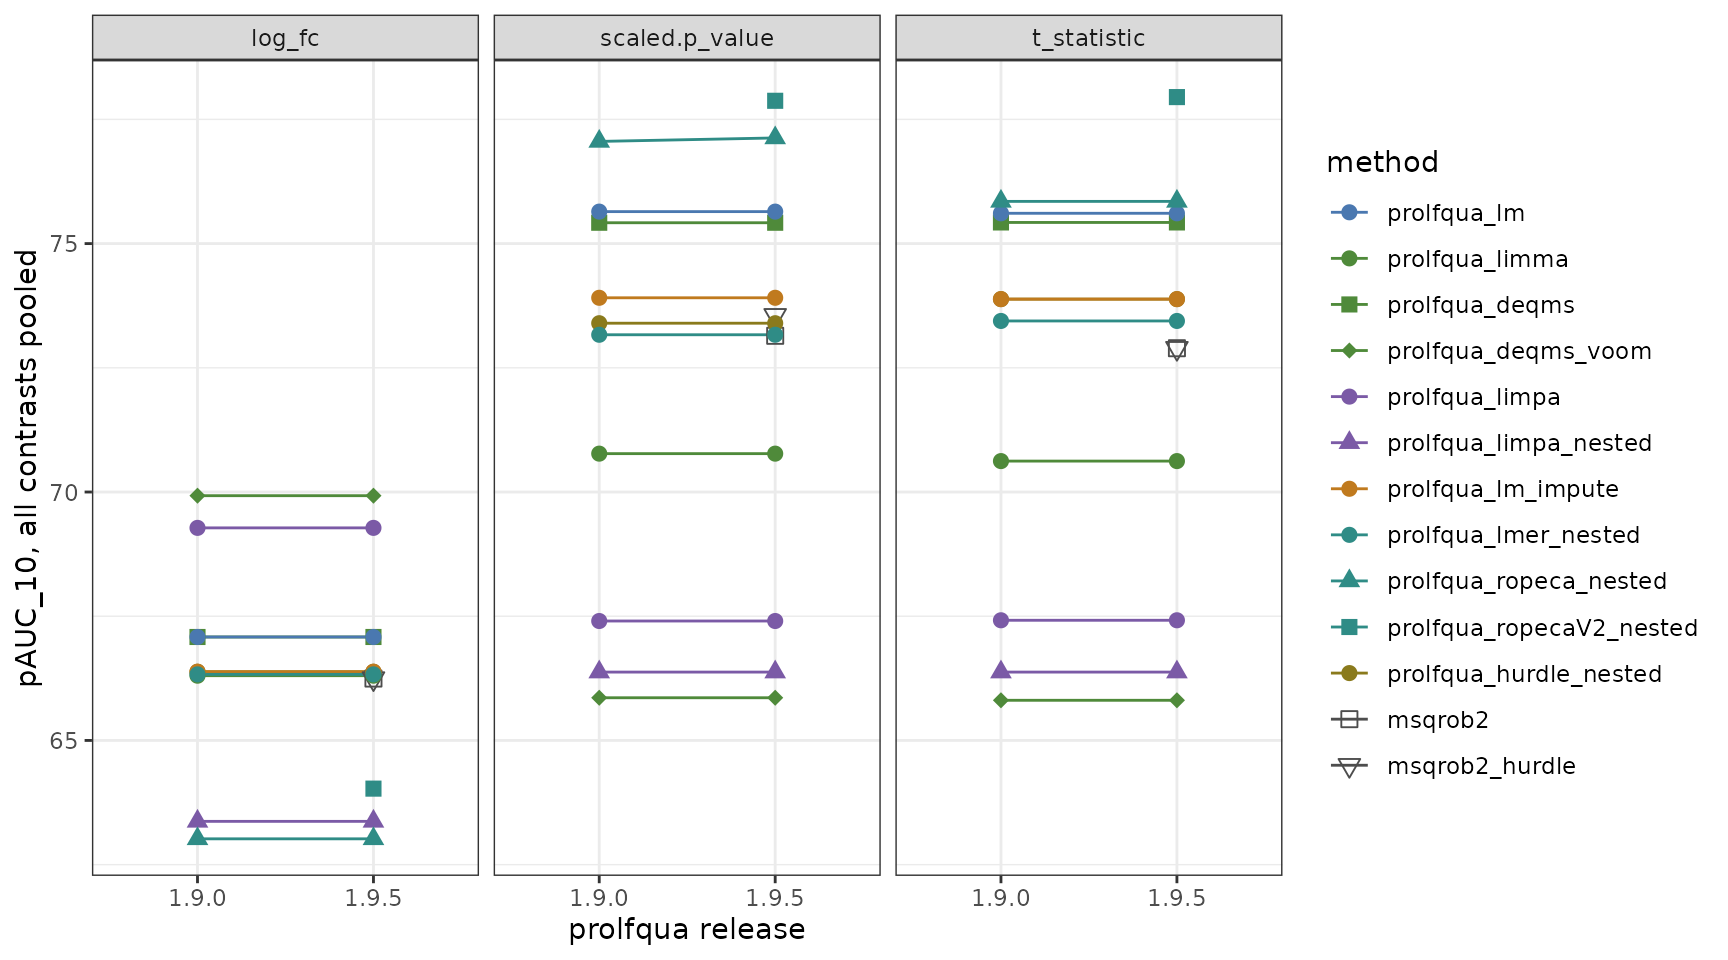 log_fc
scaled.p_value
t_statistic
pAUC_10, all contrasts pooled
75
70
65
1.9.0
1.9.5
1.9.0
1.9.5
1.9.0
1.9.5
prolfqua release
method
prolfqua_lm
prolfqua_limma
prolfqua_deqms
prolfqua_deqms_voom
prolfqua_limpa
prolfqua_limpa_nested
prolfqua_lm_impute
prolfqua_lmer_nested
prolfqua_ropeca_nested
prolfqua_ropecaV2_nested
prolfqua_hurdle_nested
msqrob2
msqrob2_hurdle